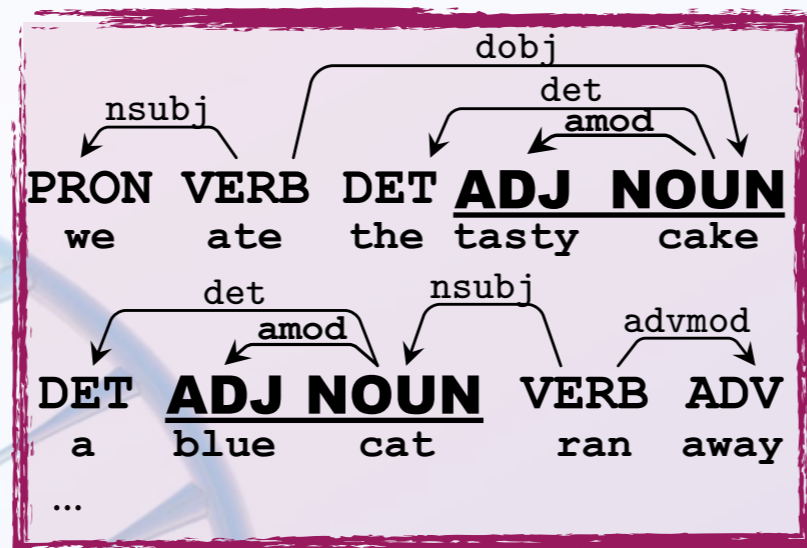 dobj
det
nsubj amod
PRON VERB DET ADJ NOUN
we ate the tasty cake
det nsubj
amod advmod
DET ADJ NOUN VERB ADV
a blue cat ran away
...